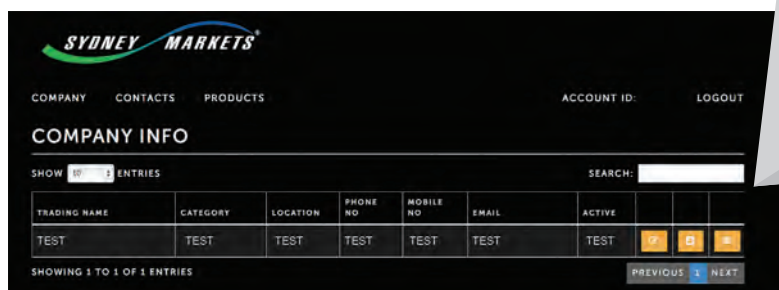 SYDNEY MARKETS®
COMPANY CONTACTS PRODUCTS ACCOUNT ID: LOGOUT
COMPANY INFO
SHOW 10 ENTRIES SEARCH:
TRADING NAME CATEGORY LOCATION PHONE NO MOBILE NO EMAIL ACTIVE
TEST TEST TEST TEST TEST TEST TEST
SHOWING 1 TO 1 OF 1 ENTRIES PREVIOUS 1 NEXT